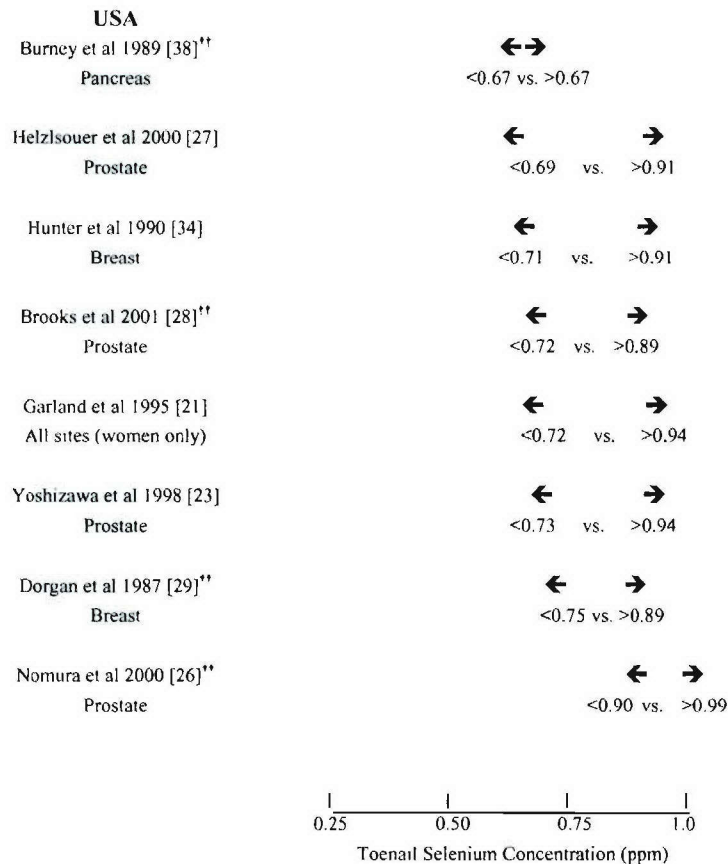 USA
Burney et al 1989 [38]††
Pancreas
<0.67 vs. >0.67
Helzlsouer et al 2000 [27]
Prostate
<0.69 vs. >0.91
Hunter et al 1990 [34]
Breast
<0.71 vs. >0.91
Brooks et al 2001 [28]††
Prostate
<0.72 vs. >0.89
Garland et al 1995 [21]
All sites (women only)
<0.72 vs. >0.94
Yoshizawa et al 1998 [23]
Prostate
<0.73 vs. >0.94
Dorgan et al 1987 [29]††
Breast
<0.75 vs. >0.89
Nomura et al 2000 [26]††
Prostate
<0.90 vs. >0.99
0.25 0.50 0.75 1.0
Toenail Selenium Concentration (ppm)